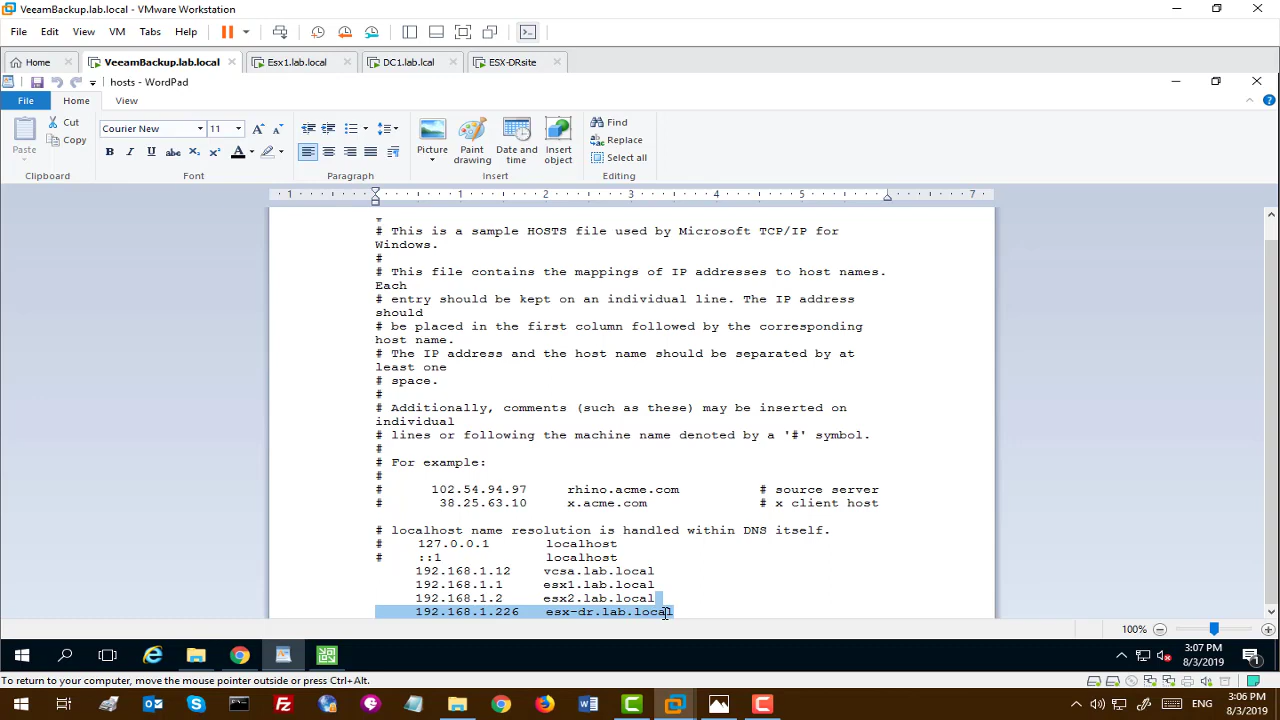 VeeamBackup.lab.local - VMware Workstation
File Edit View VM Tabs Help
Home VeeamBackup.lab.local Esx1.lab.local DC1.lab.lcal ESX-DRsite
hosts - WordPad
File Home View
Paste Cut Copy Courier New 11 Picture Paint drawing Date and time Insert object Find Replace Select all
Clipboard Font Paragraph Insert Editing
1 1 2 3 4 5 7
# This is a sample HOSTS file used by Microsoft TCP/IP for
Windows.
#
# This file contains the mappings of IP addresses to host names.
Each
# entry should be kept on an individual line. The IP address
should
# be placed in the first column followed by the corresponding
host name.
# The IP address and the host name should be separated by at
least one
# space.
#
# Additionally, comments (such as these) may be inserted on
individual
# lines or following the machine name denoted by a '#' symbol.
#
# For example:
#
# 102.54.94.97 rhino.acme.com # source server
# 38.25.63.10 x.acme.com # x client host
# localhost name resolution is handled within DNS itself.
# 127.0.0.1 localhost
# ::1 localhost
192.168.1.12 vcsa.lab.local
192.168.1.1 esx1.lab.local
192.168.1.2 esx2.lab.local
192.168.1.226 esx-dr.lab.local
100%
3:07 PM
8/3/2019
1
To return to your computer, move the mouse pointer outside or press Ctrl+Alt.
ENG
3:06 PM
8/3/2019